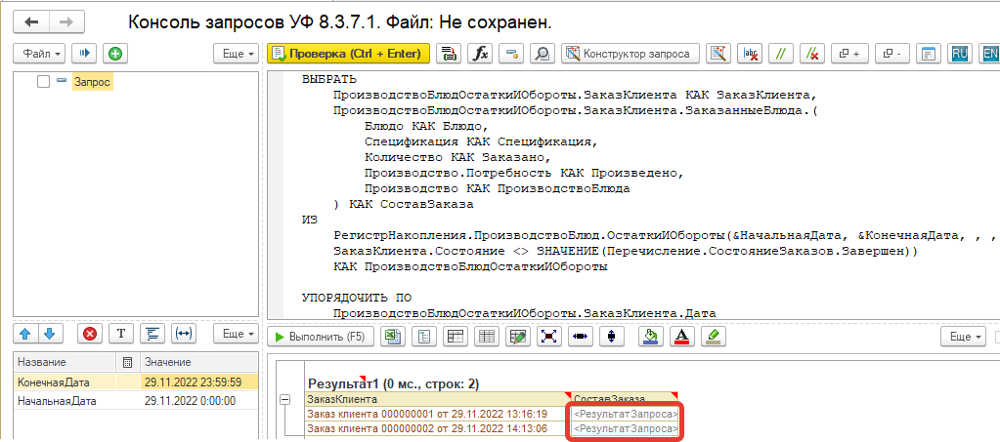 Консоль запросов УФ 8.3.7.1. Файл: Не сохранен.
Файл
Еще
Проверка (Ctrl + Enter)
fx
Конструктор запроса
abc
//
//
+
-
RU
EN
Запрос
ВЫБРАТЬ
ПроизводствоБлюдОстаткиИОбороты.ЗаказКлиента КАК ЗаказКлиента,
ПроизводствоБлюдОстаткиИОбороты.ЗаказКлиента.ЗаказанныеБлюда.(
Блюдо КАК Блюдо,
Спецификация КАК Спецификация,
Количество КАК Заказано,
Производство.Потребность КАК Произведено,
Производство КАК ПроизводствоБлюда
) КАК СоставЗаказа
ИЗ
РегистрНакопления.ПроизводствоБлюд.ОстаткиИОбороты(&НачальнаяДата, &КонечнаяДата, , ,
ЗаказКлиента.Состояние <> ЗНАЧЕНИЕ(Перечисление.СостояниеЗаказов.Завершен))
КАК ПроизводствоБлюдОстаткиИОбороты
УПОРЯДОЧИТЬ ПО
ПроизводствоБлюдОстаткиИОбороты.ЗаказКлиента.Дата
T
Еще
Название
Значение
КонечнаяДата
29.11.2022 23:59:59
НачальнаяДата
29.11.2022 0:00:00
Выполнить (F5)
A
Еще
Результат1 (0 мс., строк: 2)
ЗаказКлиента
СоставЗаказа
Заказ клиента 000000001 от 29.11.2022 13:16:19
<РезультатЗапроса>
Заказ клиента 000000002 от 29.11.2022 14:13:06
<РезультатЗапроса>